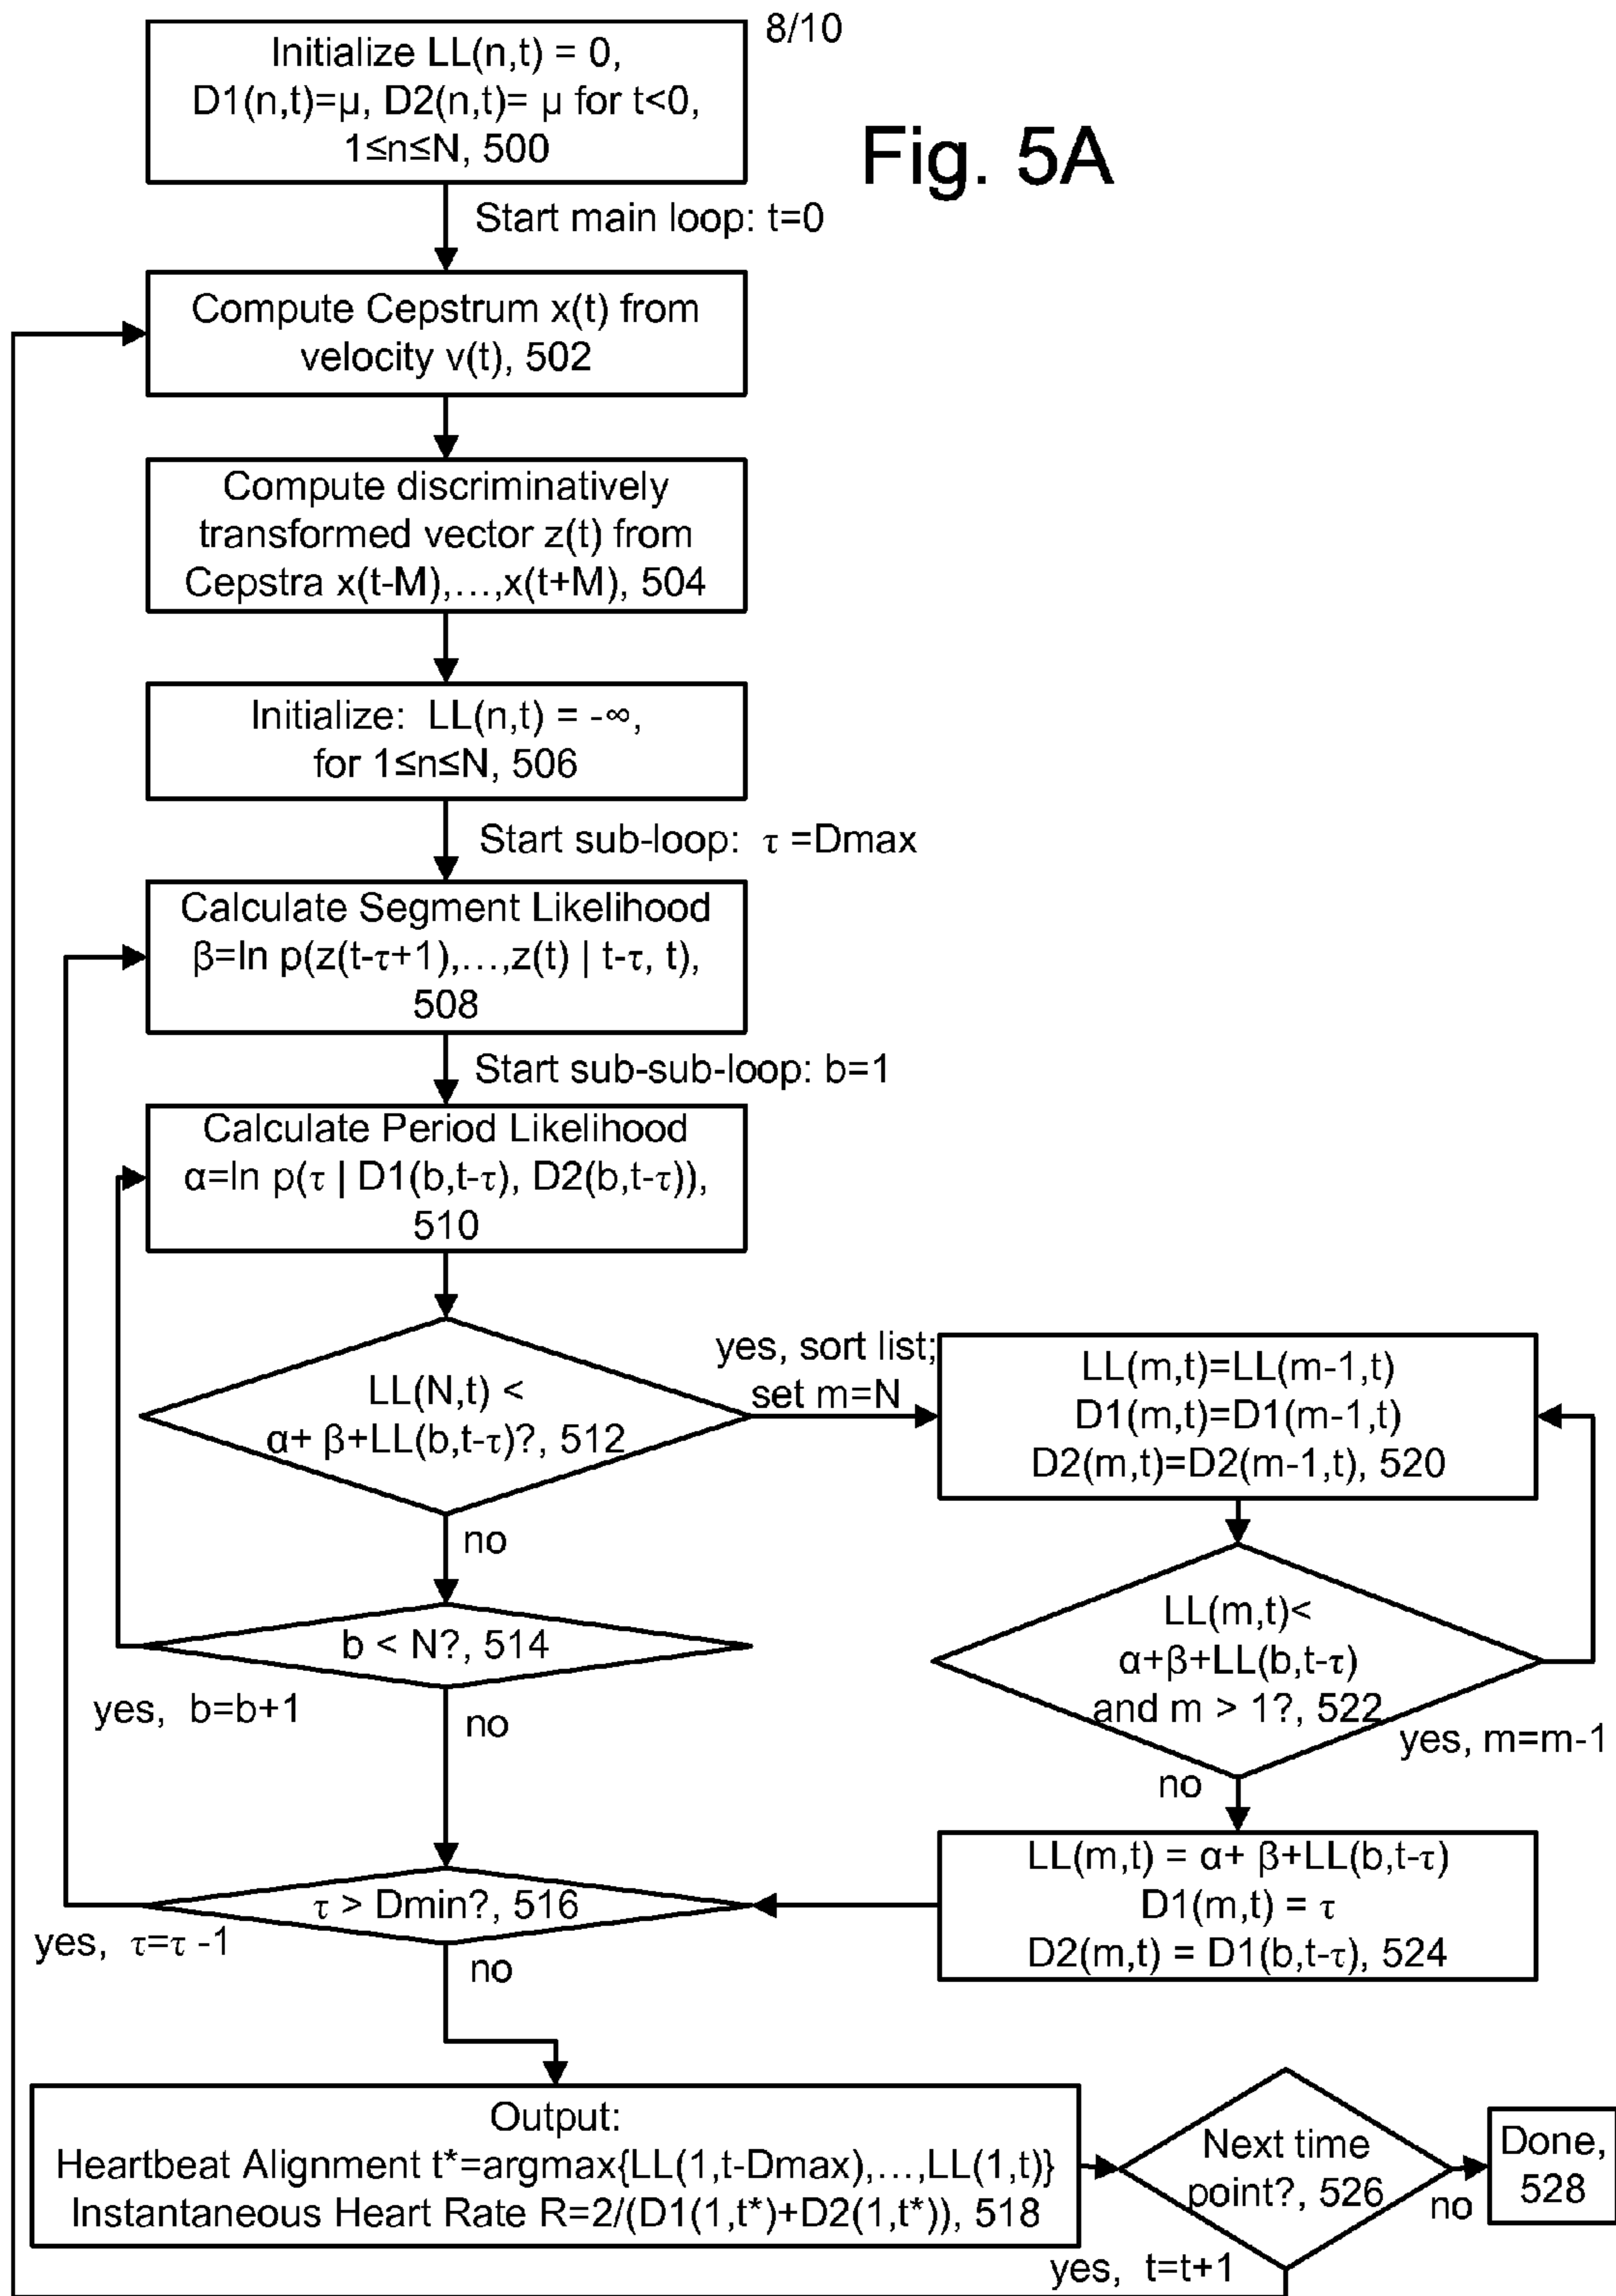 8/10
Initialize LL(n,t) = 0,
D1(n,t)=μ, D2(n,t)= μ for t<0,
1≤n≤N, 500
Fig. 5A
Start main loop: t=0
Compute Cepstrum x(t) from
velocity v(t), 502
Compute discriminatively
transformed vector z(t) from
Cepstra x(t-M),...,x(t+M), 504
Initialize: LL(n,t) = -∞,
for 1≤n≤N, 506
Start sub-loop: τ =Dmax
Calculate Segment Likelihood
β=ln p(z(t-τ+1),...,z(t) | t-τ, t),
508
Start sub-sub-loop: b=1
Calculate Period Likelihood
α=ln p(τ | D1(b,t-τ), D2(b,t-τ)),
510
LL(N,t) <
α+ β+LL(b,t-τ)?, 512
yes, sort list;
set m=N
LL(m,t)=LL(m-1,t)
D1(m,t)=D1(m-1,t)
D2(m,t)=D2(m-1,t), 520
no
b < N?, 514
yes, b=b+1
no
LL(m,t)<
α+β+LL(b,t-τ)
and m > 1?, 522
yes, m=m-1
no
LL(m,t) = α+ β+LL(b,t-τ)
D1(m,t) = τ
D2(m,t) = D1(b,t-τ), 524
τ > Dmin?, 516
yes, τ=τ -1
no
Output:
Heartbeat Alignment t*=argmax{LL(1,t-Dmax),...,LL(1,t)}
Instantaneous Heart Rate R=2/(D1(1,t*)+D2(1,t*)), 518
Next time
point?, 526
no
Done,
528
yes, t=t+1